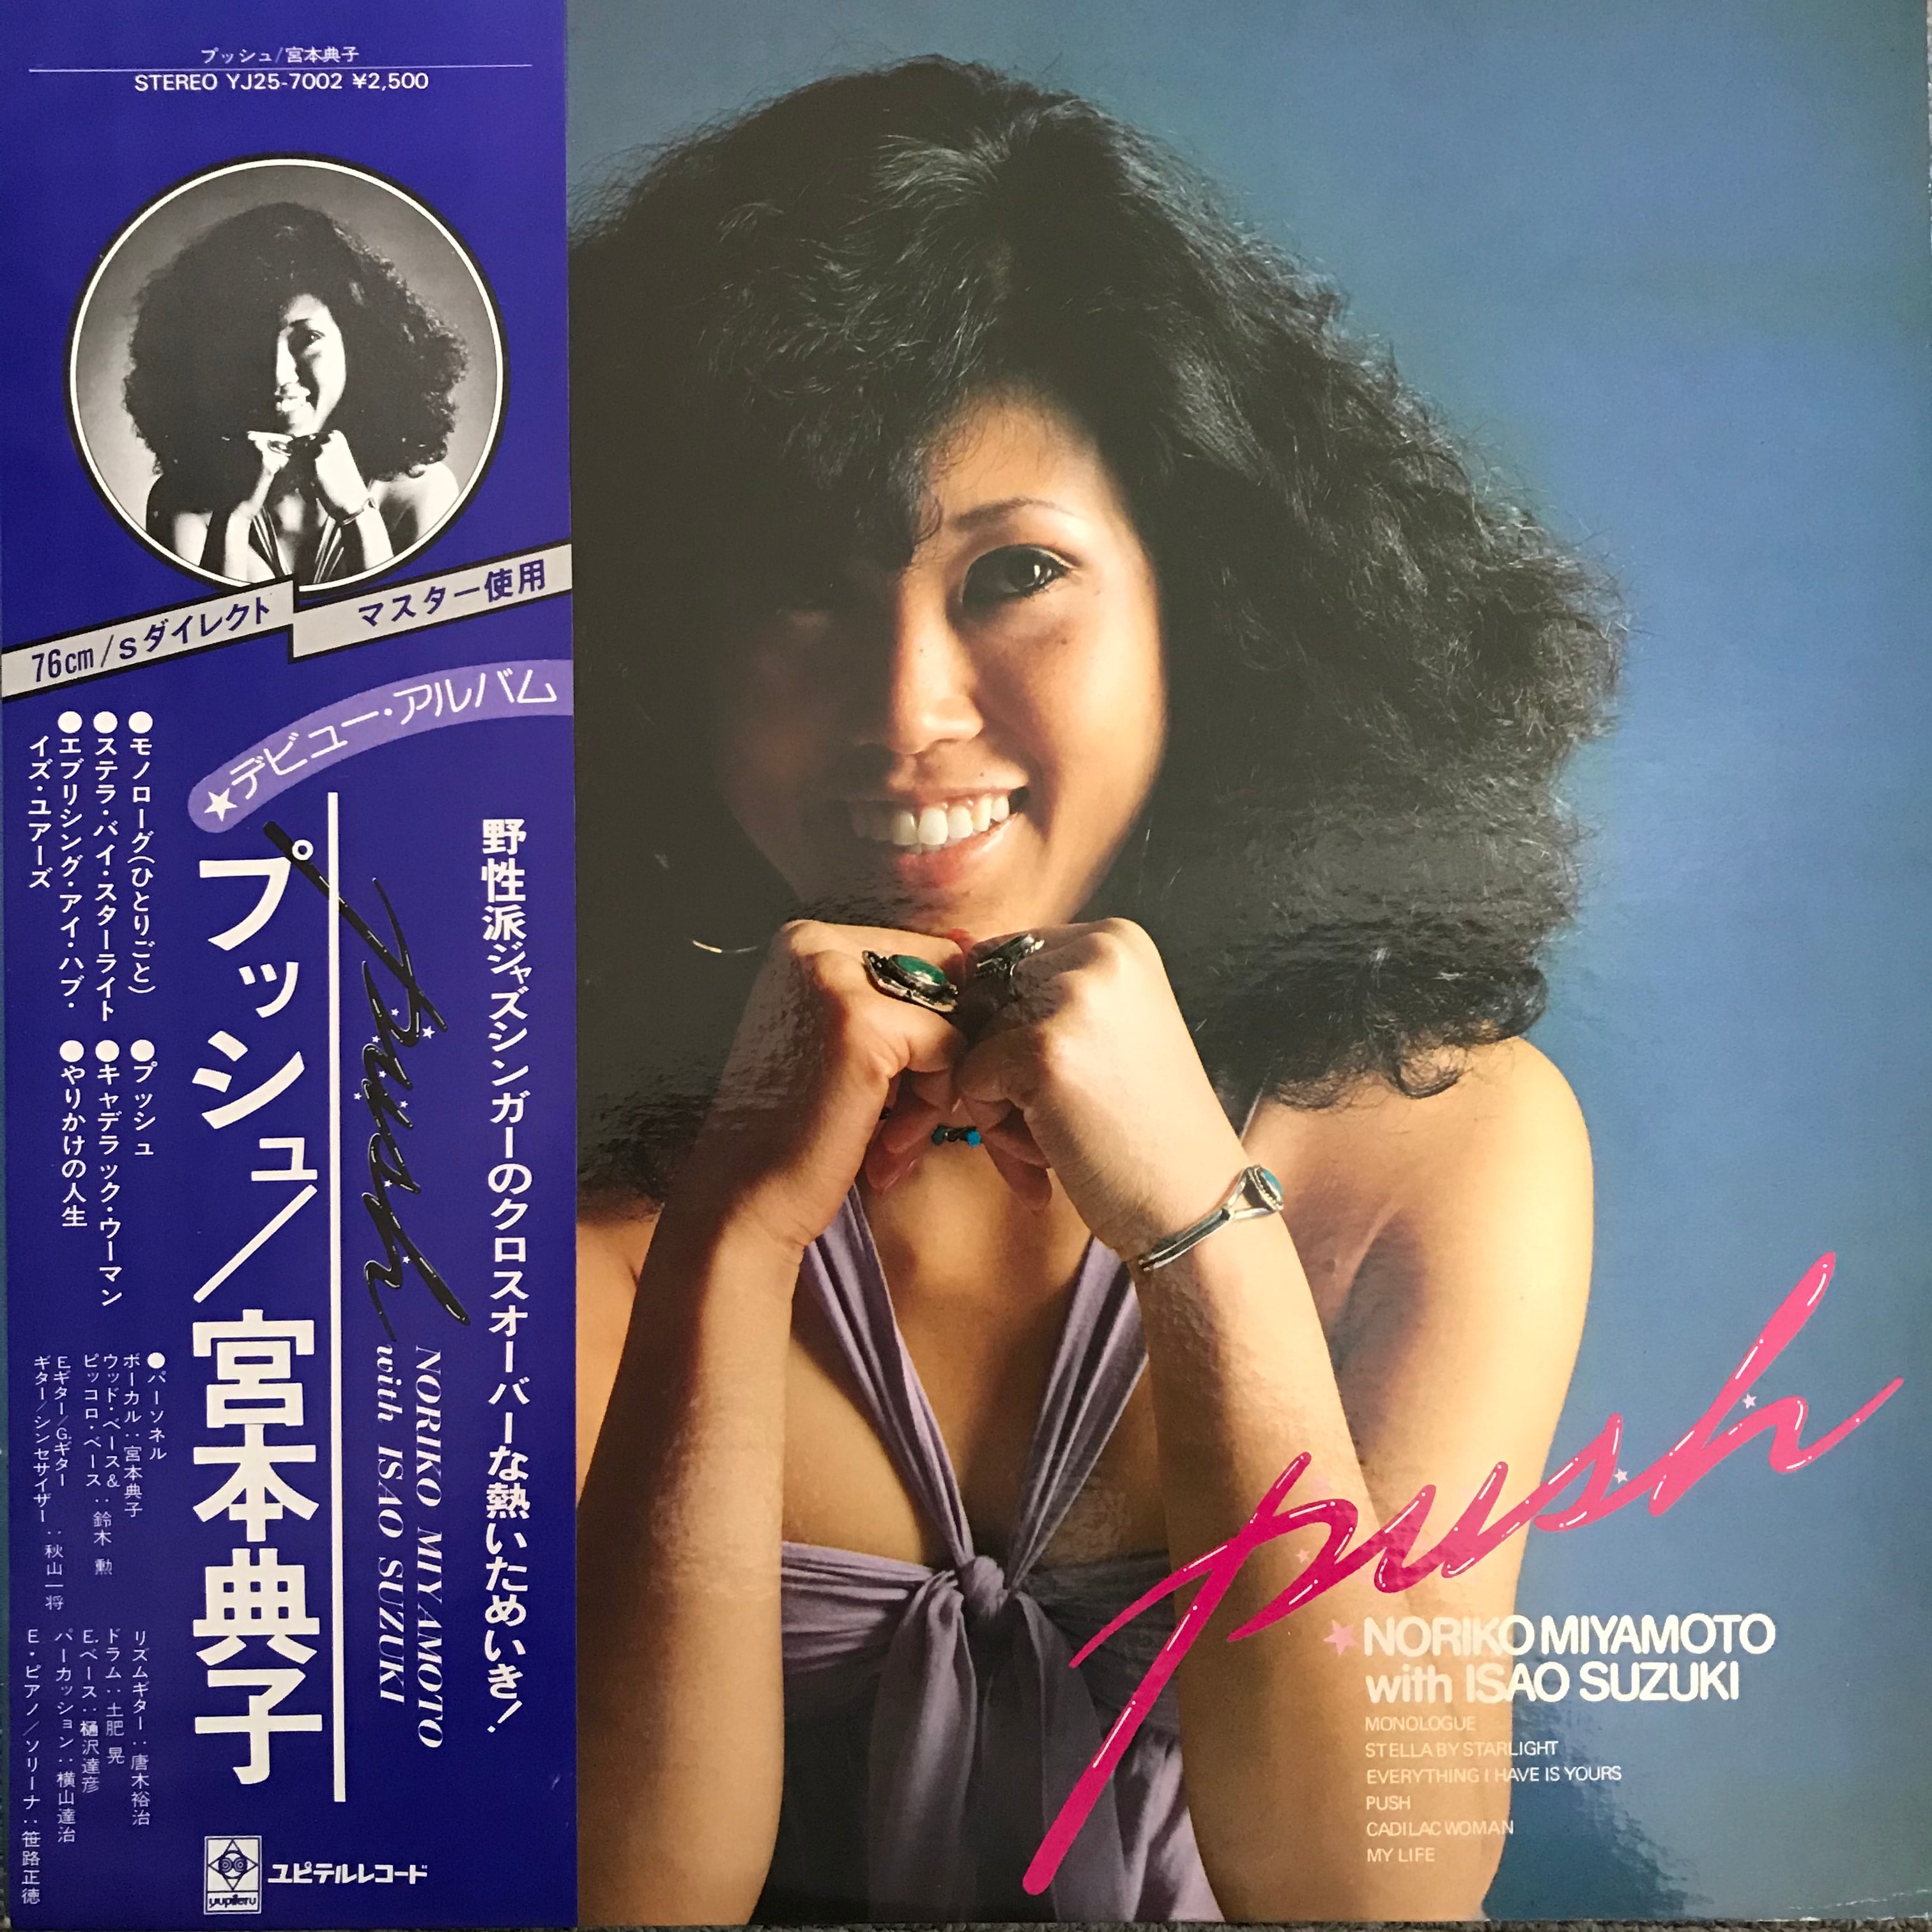 プッシュ/宮本典子
STEREO YJ25-7002 ¥2,500
76cm/sダイレクト
マスター使用
★デビュー・アルバム
野性派ジャズシンガーのクロスオーバーな熱いためいき!
push
NORIKO MIYAMOTO
with ISAO SUZUKI
プッシュ/宮本典子
●モノローグ(ひとりごと)
●ステラ・バイ・スターライト
●エブリシング・アイ・ハブ・
イズ・ユアーズ
●プッシュ
●キャデラック・ウーマン
●やりかけの人生
●パーソネル
ボーカル:宮本典子
ウッド・ベース&
ピッコロ・ベース:鈴木 勲
E.ギター/G.ギター
ギター/シンセサイザー:秋山一将
リズムギター:唐木裕治
ドラム:土肥 晃
E.ベース:樋沢達彦
パーカッション:横山達治
E・ピアノ/ソリーナ:笹路正徳
yupiteru
ユピテルレコード
push
★NORIKO MIYAMOTO
with ISAO SUZUKI
MONOLOGUE
STELLA BY STARLIGHT
EVERYTHING I HAVE IS YOURS
PUSH
CADILAC WOMAN
MY LIFE